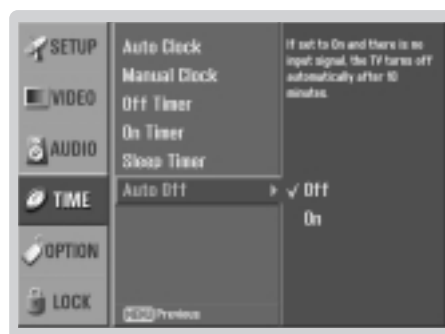 SETUP
VIDEO
AUDIO
TIME
OPTION
LOCK
Auto Clock
Manual Clock
Off Timer
On Timer
Sleep Timer
Auto Off
MENU Previous
If set to On and there is no
input signal, the TV turns off
automatically after 10
minutes.
✓ Off
On